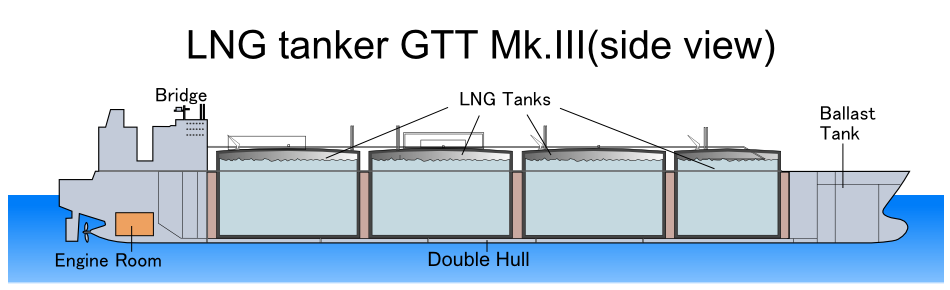 LNG tanker GTT Mk.III(side view)
Bridge
LNG Tanks
Ballast
Tank
Engine Room
Double Hull